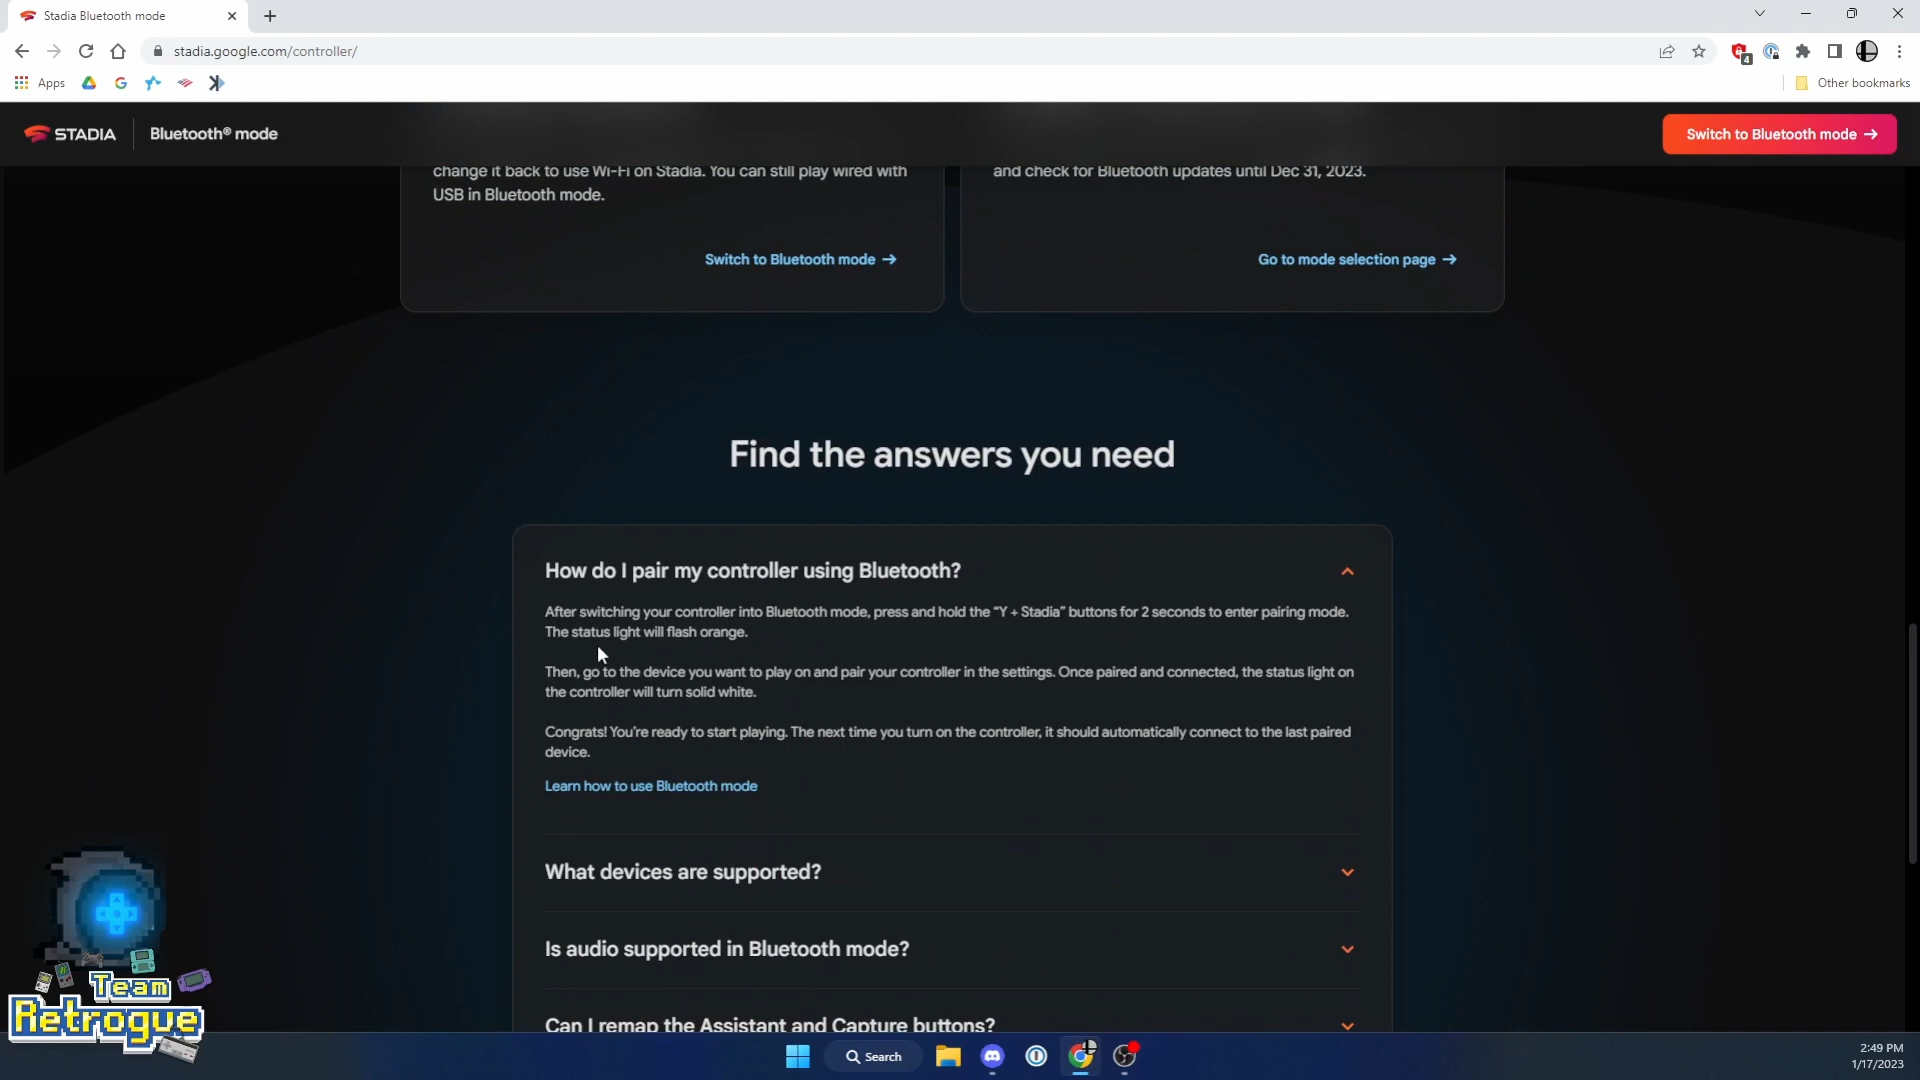 Stadia Bluetooth mode
stadia.google.com/controller/
4
Apps
Other bookmarks
STADIA
Bluetooth® mode
Switch to Bluetooth mode →
change it back to use Wi-Fi on Stadia. You can still play wired with
USB in Bluetooth mode.
Switch to Bluetooth mode →
and check for Bluetooth updates until Dec 31, 2023.
Go to mode selection page →
Find the answers you need
How do I pair my controller using Bluetooth?
After switching your controller into Bluetooth mode, press and hold the “Y + Stadia” buttons for 2 seconds to enter pairing mode.
The status light will flash orange.
Then, go to the device you want to play on and pair your controller in the settings. Once paired and connected, the status light on
the controller will turn solid white.
Congrats! You’re ready to start playing. The next time you turn on the controller, it should automatically connect to the last paired
device.
Learn how to use Bluetooth mode
What devices are supported?
Is audio supported in Bluetooth mode?
Can I remap the Assistant and Capture buttons?
Team
Retrogue
Search
2:49 PM
1/17/2023